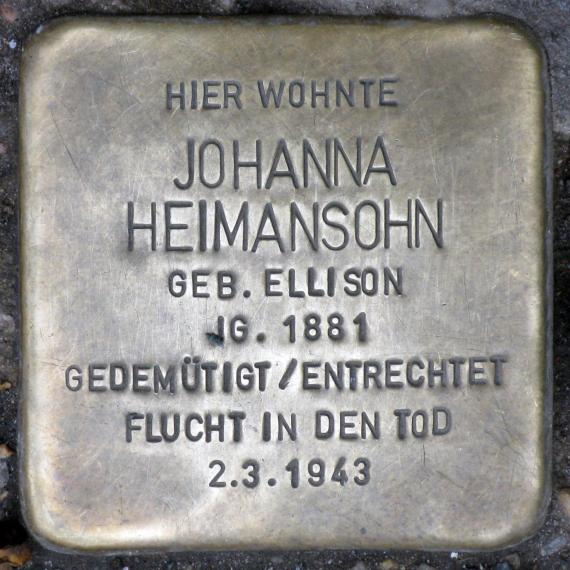 HIER WOHNTE
JOHANNA
HEIMANSOHN
GEB. ELLISON
JG. 1881
GEDEMÜTIGT/ENTRECHTET
FLUCHT IN DEN TOD
2.3.1943